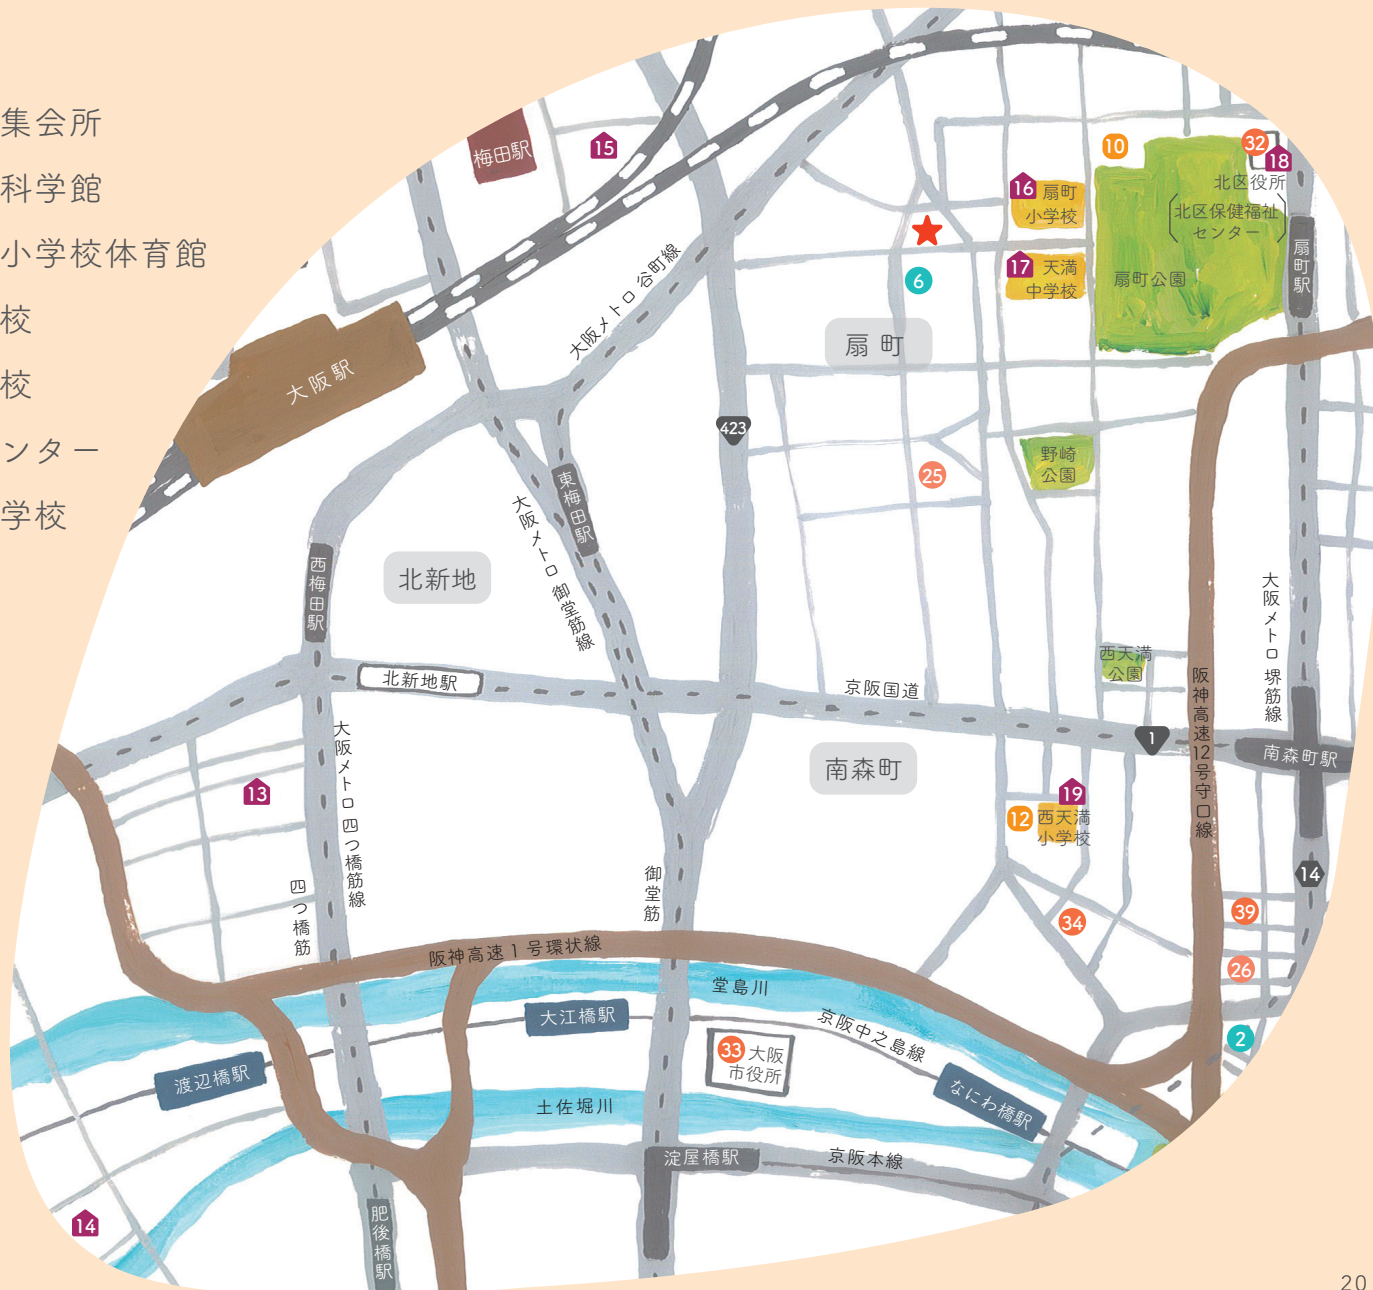 集会所
科学館
小学校体育館
校
校
ンター
学校
梅田駅
15
10
32
18
北区役所
北区保健福祉
センター
16
扇町
小学校
17
天満
中学校
扇町公園
扇町駅
6
扇町
大阪メトロ 谷町線
大阪駅
423
25
野崎
公園
東梅田駅
大阪メトロ 御堂筋線
西梅田駅
北新地
北新地駅
京阪国道
西天満
公園
大阪メトロ 堺筋線
阪神高速12号守口線
1
南森町駅
南森町
13
大阪メトロ 四つ橋筋線
四つ橋筋
御堂筋
19
12
西天満
小学校
14
34
39
26
2
阪神高速1号環状線
堂島川
大江橋駅
京阪中之島線
33
大阪
市役所
渡辺橋駅
なにわ橋駅
土佐堀川
淀屋橋駅
京阪本線
肥後橋駅
14
20